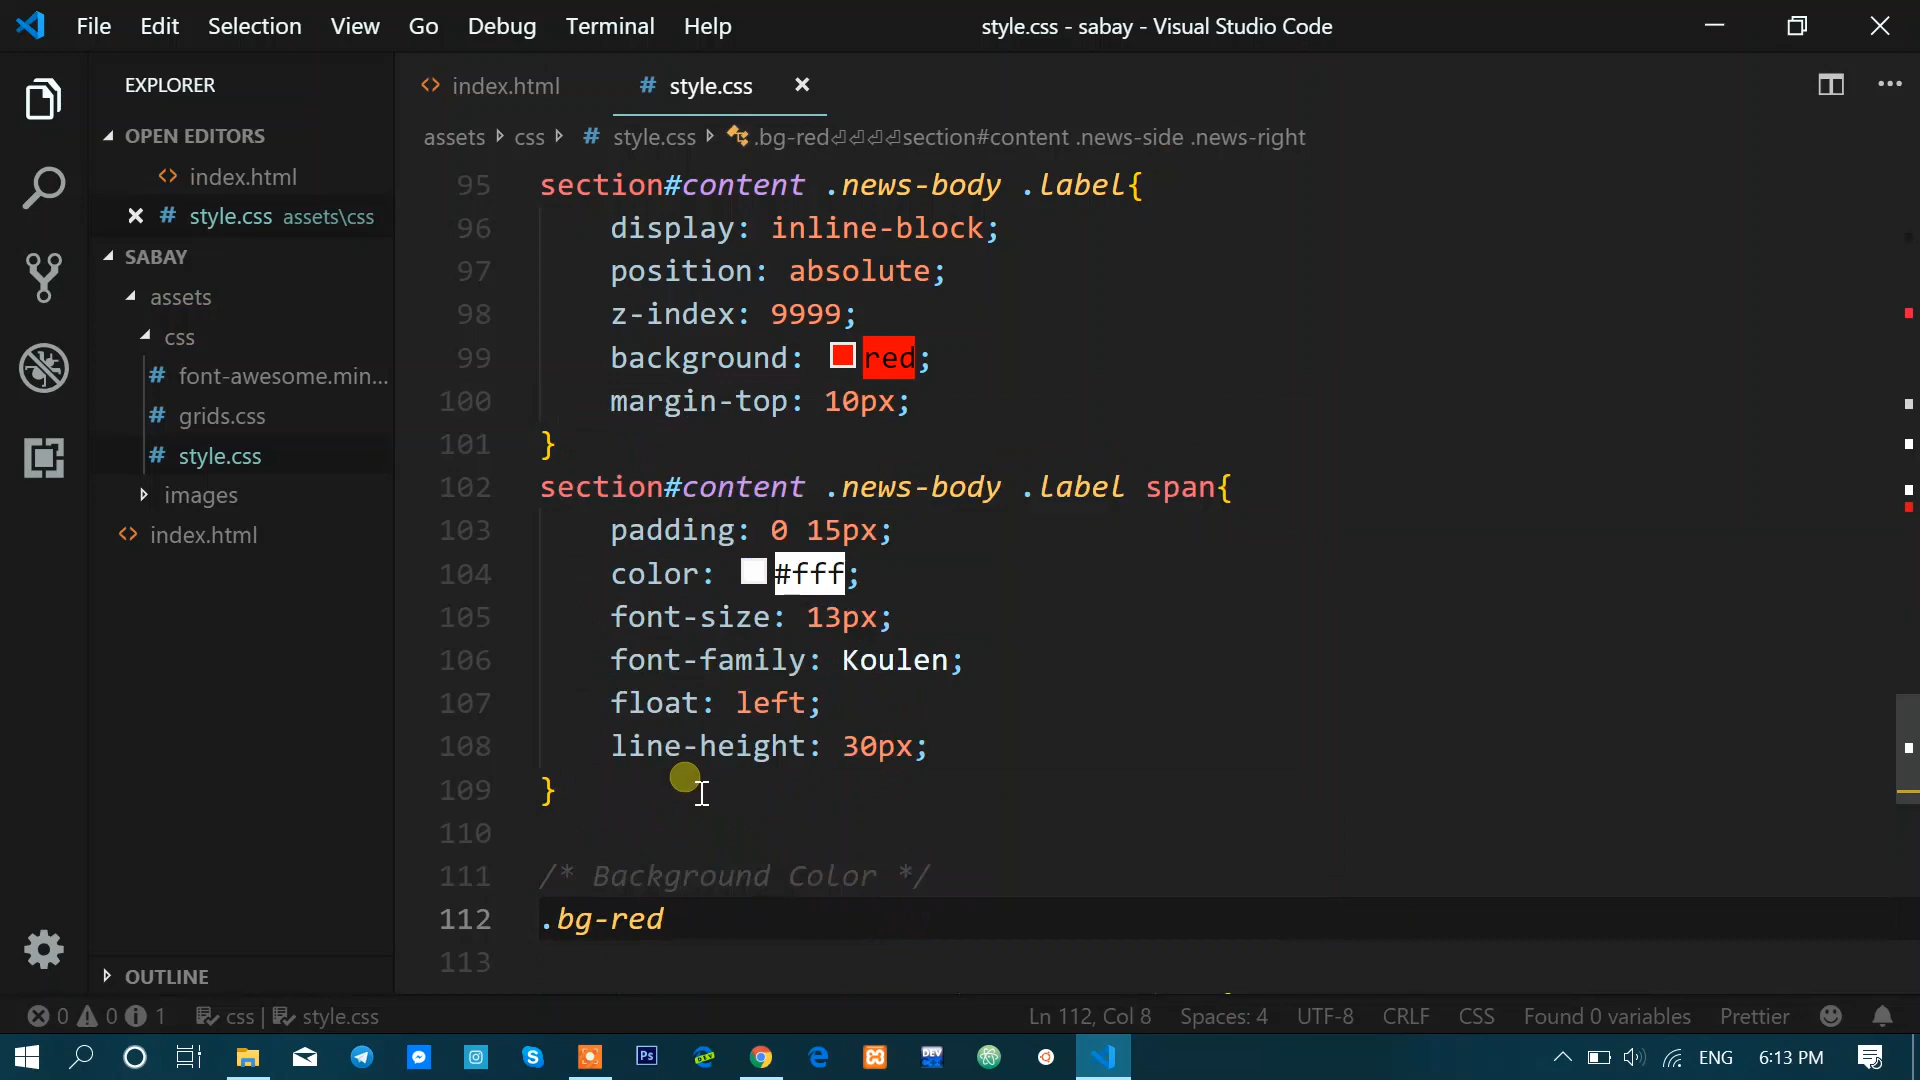 File Edit Selection View Go Debug Terminal Help style.css - sabay - Visual Studio Code
EXPLORER
OPEN EDITORS
index.html
style.css assets\css
SABAY
assets
css
font-awesome.min...
grids.css
style.css
images
index.html
OUTLINE
index.html # style.css
assets css # style.css .bg-red⏎⏎⏎⏎section#content .news-side .news-right
95 section#content .news-body .label{
96 display: inline-block;
97 position: absolute;
98 z-index: 9999;
99 background: red;
100 margin-top: 10px;
101 }
102 section#content .news-body .label span{
103 padding: 0 15px;
104 color: #fff;
105 font-size: 13px;
106 font-family: Koulen;
107 float: left;
108 line-height: 30px;
109 }
110
111 /* Background Color */
112 .bg-red
113
0 0 1 css | style.css Ln 112, Col 8 Spaces: 4 UTF-8 CRLF CSS Found 0 variables Prettier
Ps DEV ENG 6:13 PM